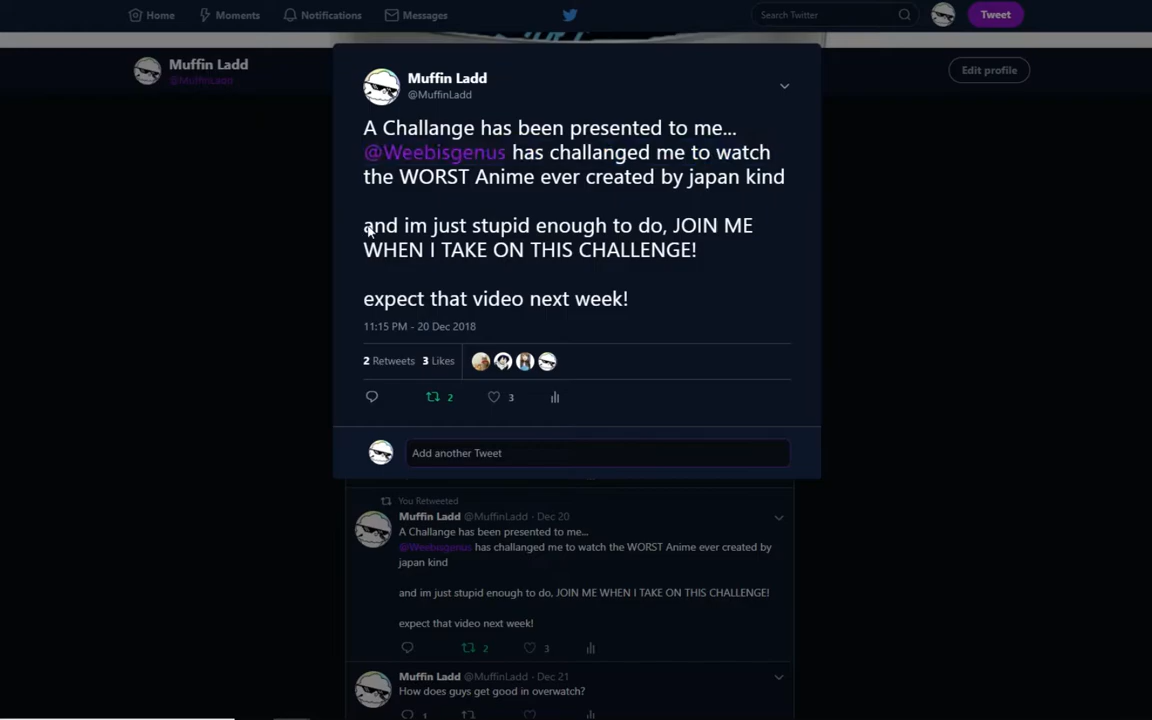 Home Moments Notifications Messages Search Twitter Tweet
Muffin Ladd
@MuffinLadd
Edit profile
Muffin Ladd
@MuffinLadd
A Challange has been presented to me...
@Weebisgenus has challanged me to watch
the WORST Anime ever created by japan kind
and im just stupid enough to do, JOIN ME
WHEN I TAKE ON THIS CHALLENGE!
expect that video next week!
11:15 PM - 20 Dec 2018
2 Retweets 3 Likes
2 3
Add another Tweet
You Retweeted
Muffin Ladd @MuffinLadd · Dec 20
A Challange has been presented to me...
@Weebisgenus has challanged me to watch the WORST Anime ever created by
japan kind
and im just stupid enough to do, JOIN ME WHEN I TAKE ON THIS CHALLENGE!
expect that video next week!
2 3
Muffin Ladd @MuffinLadd · Dec 21
How does guys get good in overwatch?
1